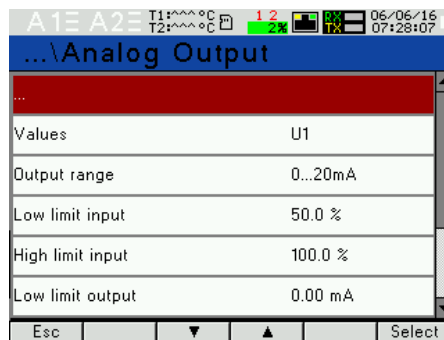 A1 A2 T1:^^^°C 1 2 RX 06/06/16
T2:^^^°C 2% TX 07:28:07
...\Analog Output
...
Values U1
Output range 0...20mA
Low limit input 50.0 %
High limit input 100.0 %
Low limit output 0.00 mA
Esc ▼ ▲ Select